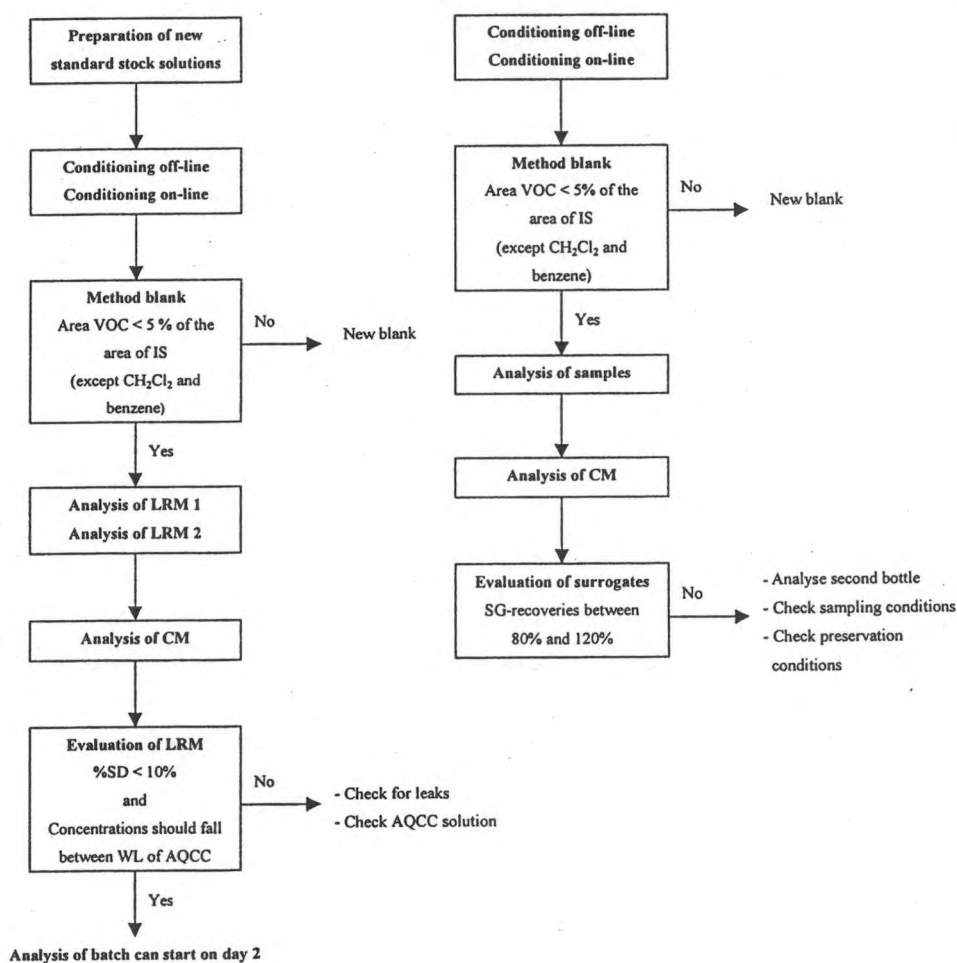 Preparation of new
standard stock solutions
Conditioning off-line
Conditioning on-line
Method blank
Area VOC < 5 % of the
area of IS
(except CH₂Cl₂ and
benzene)
No
New blank
Yes
Analysis of LRM 1
Analysis of LRM 2
Analysis of CM
Evaluation of LRM
%SD < 10%
and
Concentrations should fall
between WL of AQCC
No
- Check for leaks
- Check AQCC solution
Yes
Analysis of batch can start on day 2
Conditioning off-line
Conditioning on-line
Method blank
Area VOC < 5% of the
area of IS
(except CH₂Cl₂ and
benzene)
No
New blank
Yes
Analysis of samples
Analysis of CM
Evaluation of surrogates
SG-recoveries between
80% and 120%
No
- Analyse second bottle
- Check sampling conditions
- Check preservation
conditions